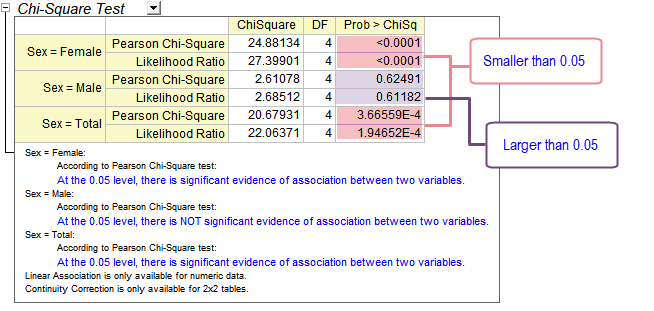 Chi-Square Test
ChiSquare DF Prob > ChiSq
Sex = Female Pearson Chi-Square 24.88134 4 <0.0001
Likelihood Ratio 27.39901 4 <0.0001
Sex = Male Pearson Chi-Square 2.61078 4 0.62491
Likelihood Ratio 2.68512 4 0.61182
Sex = Total Pearson Chi-Square 20.67931 4 3.66559E-4
Likelihood Ratio 22.06371 4 1.94652E-4
Smaller than 0.05
Larger than 0.05
Sex = Female:
According to Pearson Chi-Square test:
At the 0.05 level, there is significant evidence of association between two variables.
Sex = Male:
According to Pearson Chi-Square test:
At the 0.05 level, there is NOT significant evidence of association between two variables.
Sex = Total:
According to Pearson Chi-Square test:
At the 0.05 level, there is significant evidence of association between two variables.
Linear Association is only available for numeric data.
Continuity Correction is only available for 2x2 tables.